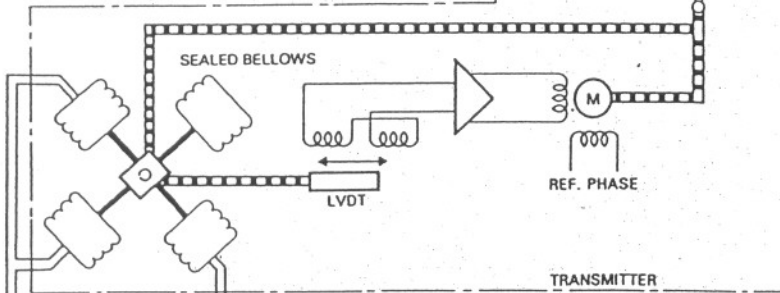 SEALED BELLOWS
M
REF. PHASE
LVDT
TRANSMITTER